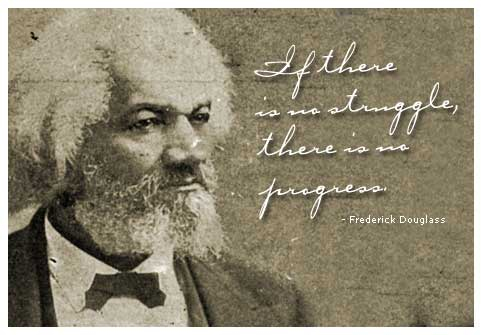 If there
is no struggle,
there is no
progress.
- Frederick Douglass